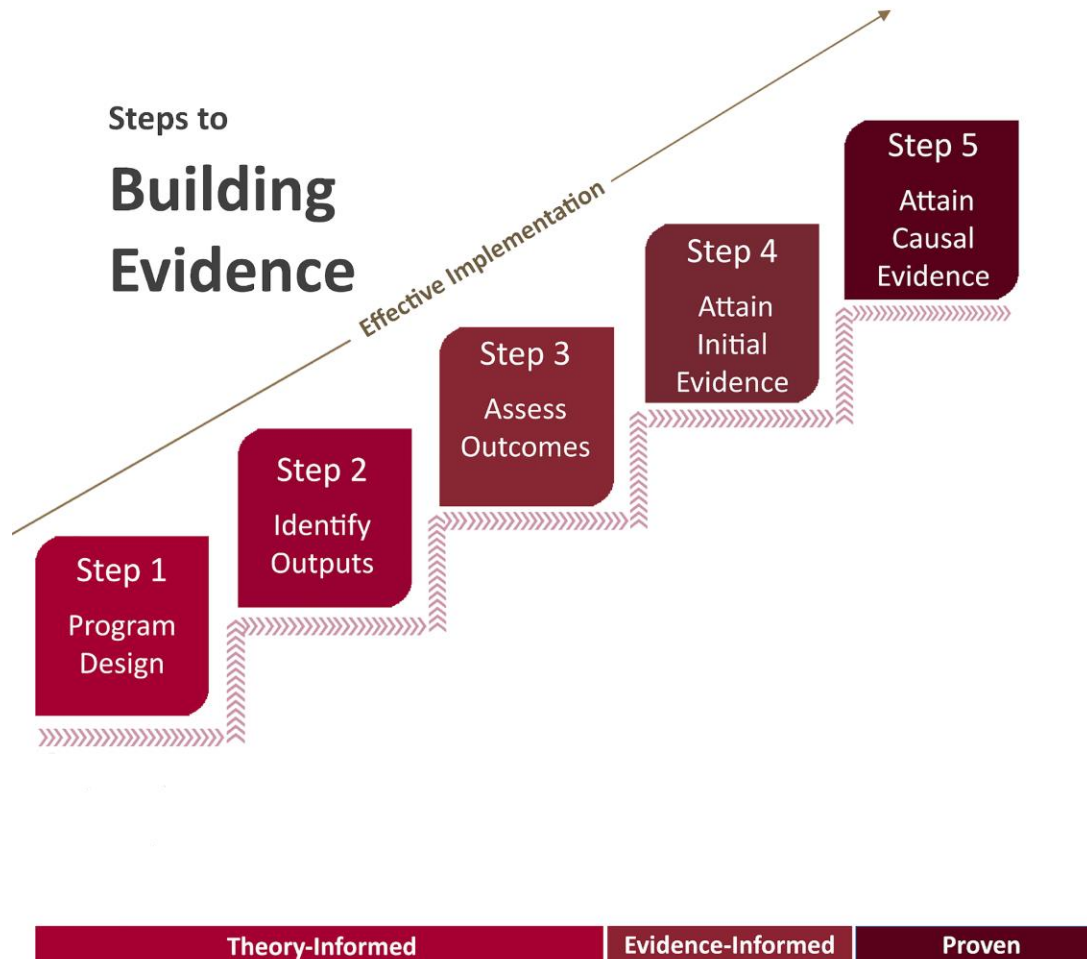 Steps to
Building
Evidence
Effective Implementation
Step 1
Program
Design
Step 2
Identify
Outputs
Step 3
Assess
Outcomes
Step 4
Attain
Initial
Evidence
Step 5
Attain
Causal
Evidence
Theory-Informed
Evidence-Informed
Proven